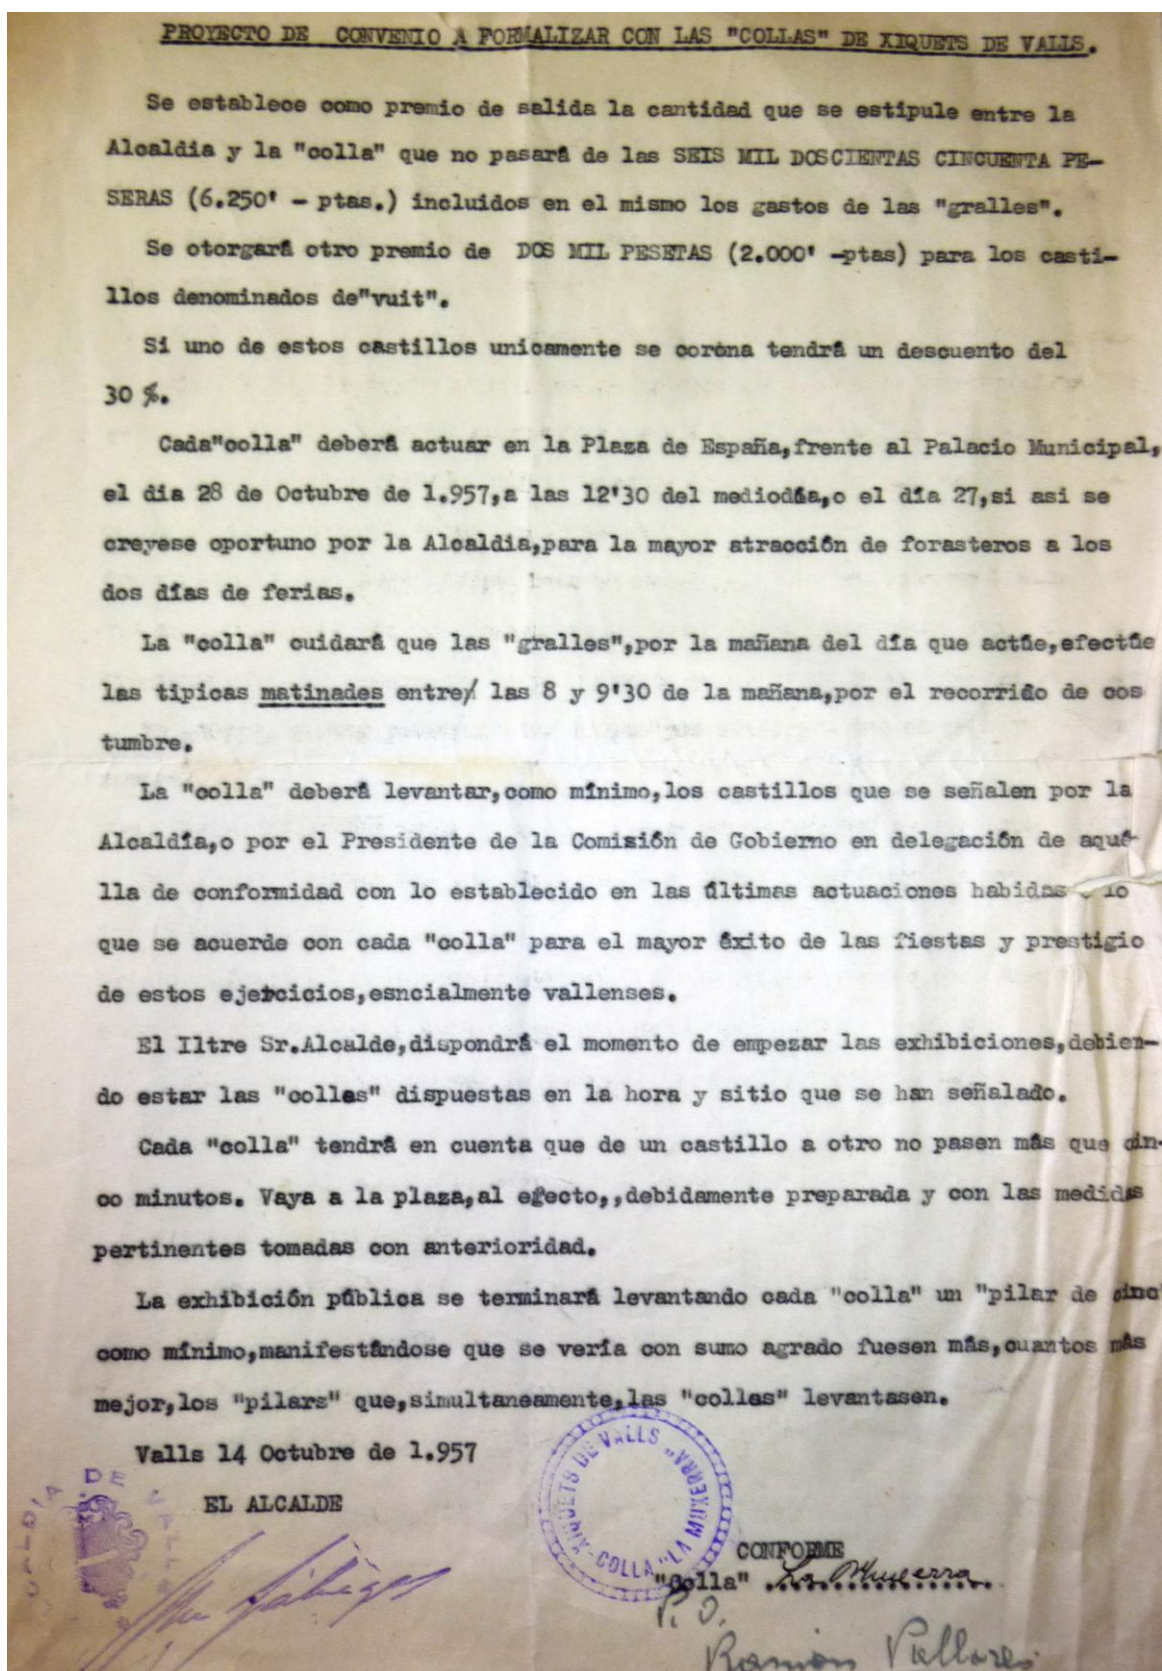 PROYECTO DE CONVENIO A FORMALIZAR CON LAS "COLLAS" DE XIQUETS DE VALLS.
Se establece como premio de salida la cantidad que se estipule entre la
Alcaldia y la "colla" que no pasará de las SEIS MIL DOSCIENTAS CINCUENTA PE-
SERAS (6.250' - ptas.) incluidos en el mismo los gastos de las "gralles".
Se otorgará otro premio de DOS MIL PESETAS (2.000' -ptas) para los casti-
llos denominados de"vuit".
Si uno de estos castillos unicamente se corona tendrá un descuento del
30 %.
Cada"colla" deberá actuar en la Plaza de España,frente al Palacio Municipal,
el dia 28 de Octubre de 1.957,a las 12'30 del mediodía,o el día 27,si asi se
creyese oportuno por la Alcaldia,para la mayor atracción de forasteros a los
dos días de ferias.
La "colla" cuidará que las "gralles",por la mañana del día que actúe,efectúe
las tipicas matinades entre/ las 8 y 9'30 de la mañana,por el recorrido de cos
tumbre.
La "colla" deberá levantar,como mínimo,los castillos que se señalen por la
Alcaldía,o por el Presidente de la Comisión de Gobierno en delegación de aqué-
lla de conformidad con lo establecido en las últimas actuaciones habidas lo
que se acuerde con cada "colla" para el mayor éxito de las fiestas y prestigio
de estos ejercicios,esncialmente vallenses.
El Iltre Sr.Alcalde,dispondrá el momento de empezar las exhibiciones,debien-
do estar las "colles" dispuestas en la hora y sitio que se han señalado.
Cada "colla" tendrá en cuenta que de un castillo a otro no pasen más que cin-
co minutos. Vaya a la plaza,al efecto,,debidamente preparada y con las medidas
pertinentes tomadas con anterioridad.
La exhibición pública se terminará levantando cada "colla" un "pilar de cinc"
como mínimo,manifestándose que se vería con sumo agrado fuesen más,cuantos más
mejor,los "pilars" que,simultaneamente,las "colles" levantasen.
Valls 14 Octubre de 1.957
EL ALCALDE
ALCALDIA DE VALLS
XIQUETS DE VALLS "COLLA "LA MUXERRA"
CONFORME
"Colla" La Muxerra
P. O.
Ramón Pallarés